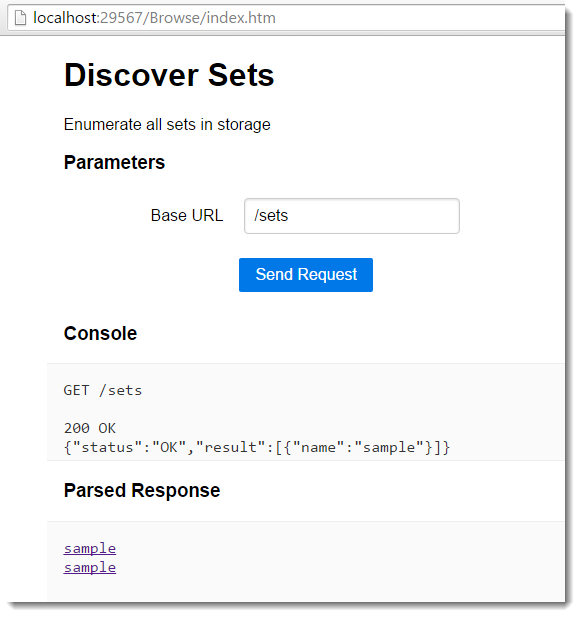 localhost:29567/Browse/index.htm
Discover Sets
Enumerate all sets in storage
Parameters
Base URL /sets
Send Request
Console
GET /sets
200 OK
{"status":"OK","result":[{"name":"sample"}]}
Parsed Response
sample
sample